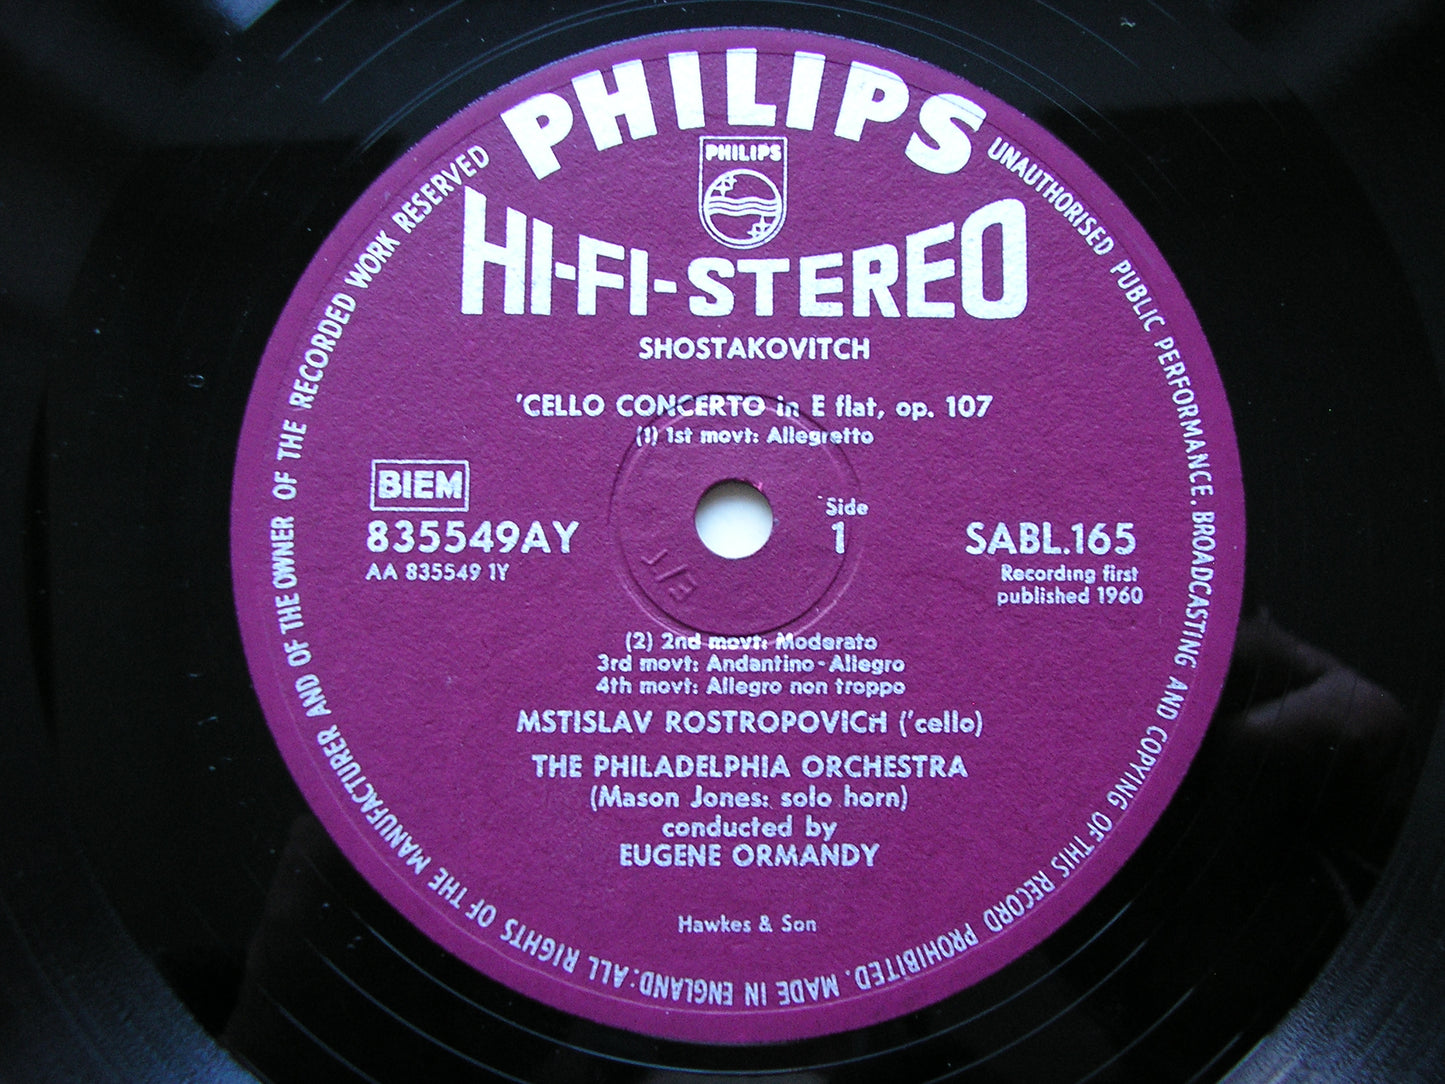 PHILIPS
PHILIPS
HI-FI-STEREO
SHOSTAKOVITCH
'CELLO CONCERTO in E flat, op. 107
(1) 1st movt: Allegretto
BIEM
835549AY
AA 835549 1Y
Side
1
SABL.165
Recording first
published 1960
1/3
(2) 2nd movt: Moderato
3rd movt: Andantino-Allegro
4th movt: Allegro non troppo
MSTISLAV ROSTROPOVICH ('cello)
THE PHILADELPHIA ORCHESTRA
(Mason Jones: solo horn)
conducted by
EUGENE ORMANDY
Hawkes & Son
ALL RIGHTS OF THE MANUFACTURER AND OF THE OWNER OF THE RECORDED WORK RESERVED
UNAUTHORISED PUBLIC PERFORMANCE, BROADCASTING AND COPYING OF THIS RECORD PROHIBITED. MADE IN ENGLAND: